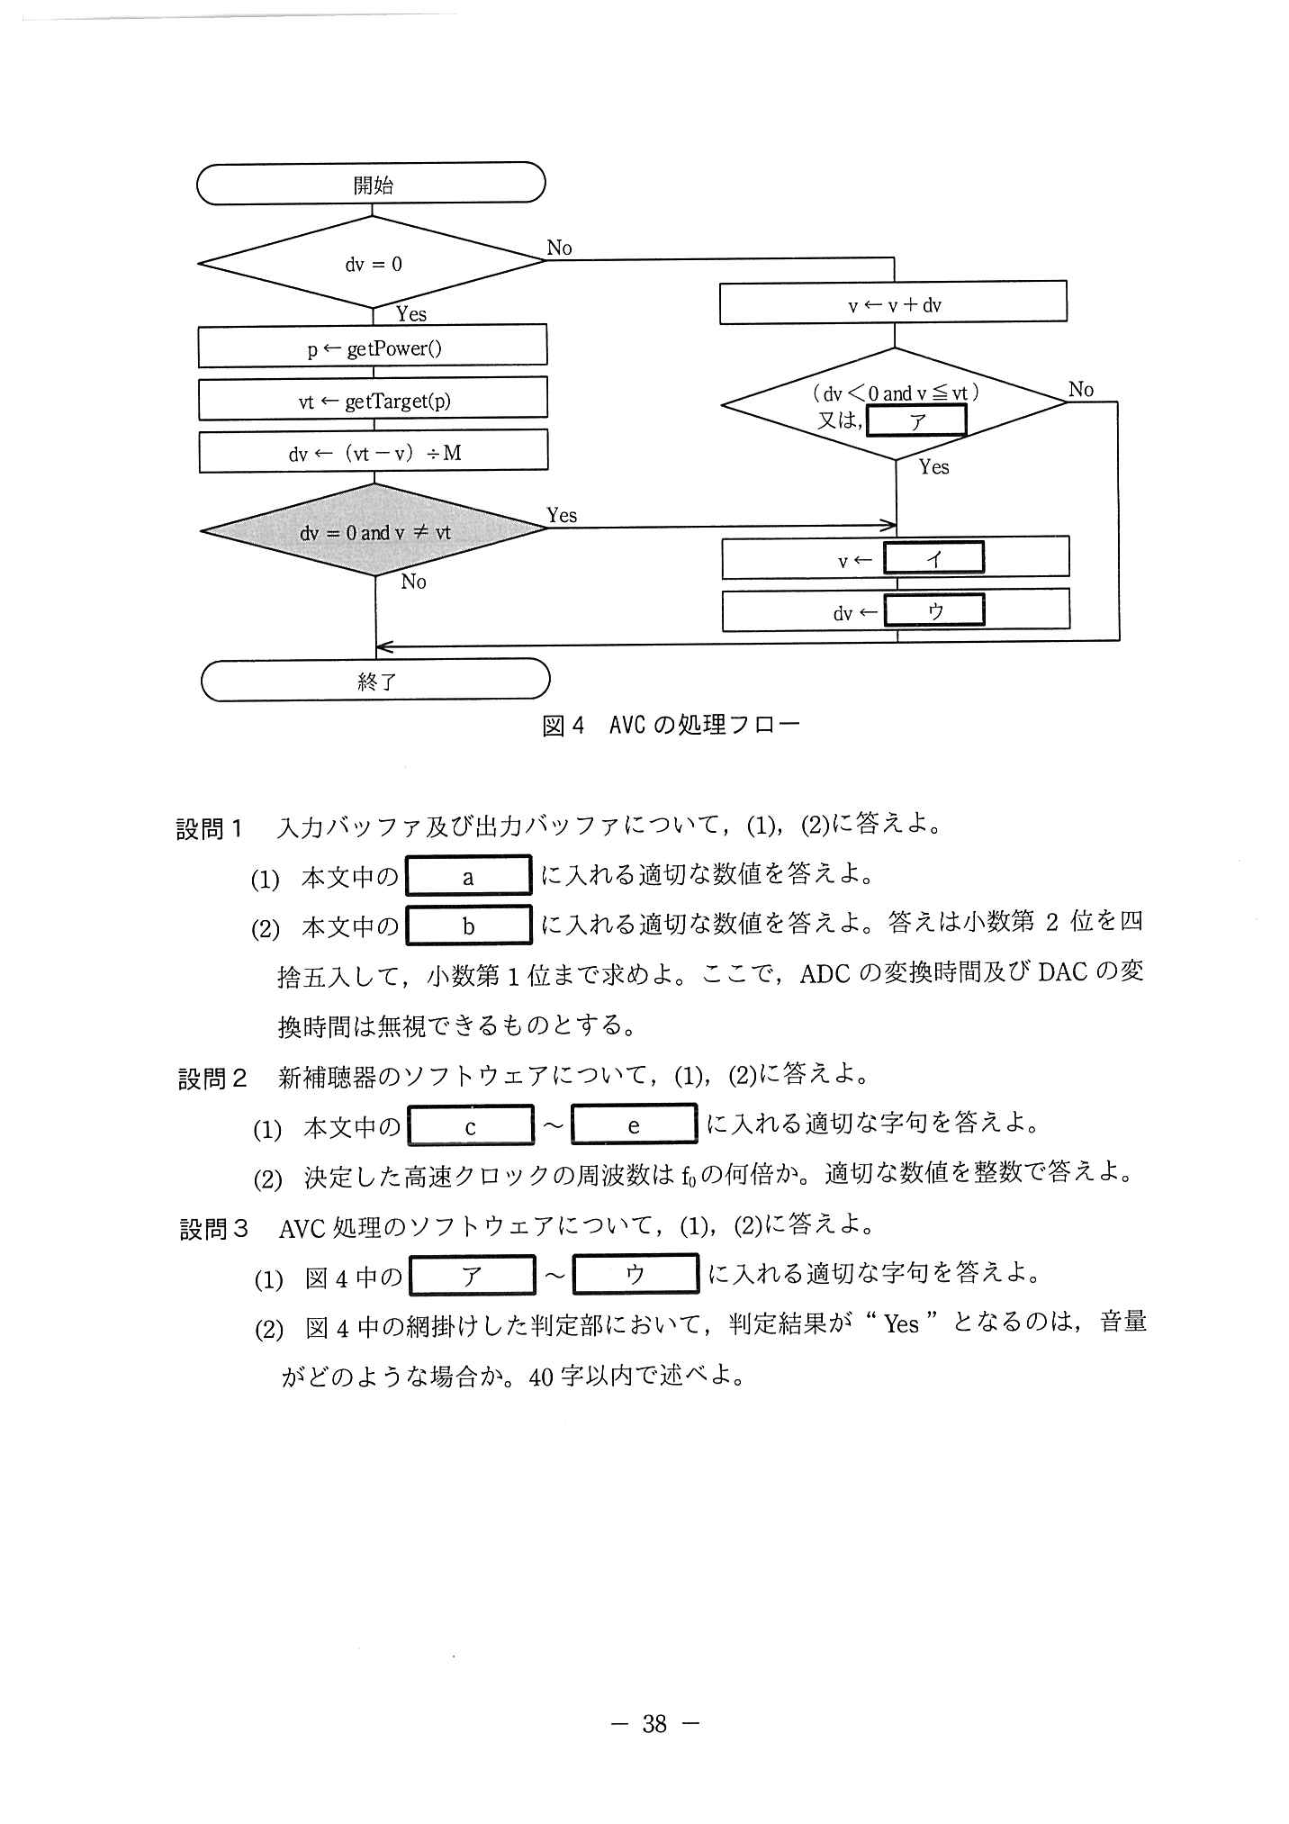 開始
dv = 0
No
Yes
v ← v + dv
p ← getPower()
vt ← getTarget(p)
dv ← (vt − v) ÷ M
(dv < 0 and v ≦ vt)
又は, ア
No
Yes
dv = 0 and v ≠ vt
Yes
No
v ← イ
dv ← ウ
終了
図4 AVC の処理フロー
設問1 入力バッファ及び出力バッファについて，(1)，(2)に答えよ。
(1) 本文中の a に入れる適切な数値を答えよ。
(2) 本文中の b に入れる適切な数値を答えよ。答えは小数第 2 位を四
捨五入して，小数第 1 位まで求めよ。ここで，ADC の変換時間及び DAC の変
換時間は無視できるものとする。
設問2 新補聴器のソフトウェアについて，(1)，(2)に答えよ。
(1) 本文中の c ～ e に入れる適切な字句を答えよ。
(2) 決定した高速クロックの周波数は f₀の何倍か。適切な数値を整数で答えよ。
設問3 AVC 処理のソフトウェアについて，(1)，(2)に答えよ。
(1) 図 4 中の ア ～ ウ に入れる適切な字句を答えよ。
(2) 図 4 中の網掛けした判定部において，判定結果が “Yes” となるのは，音量
がどのような場合か。40 字以内で述べよ。
－ 38 －